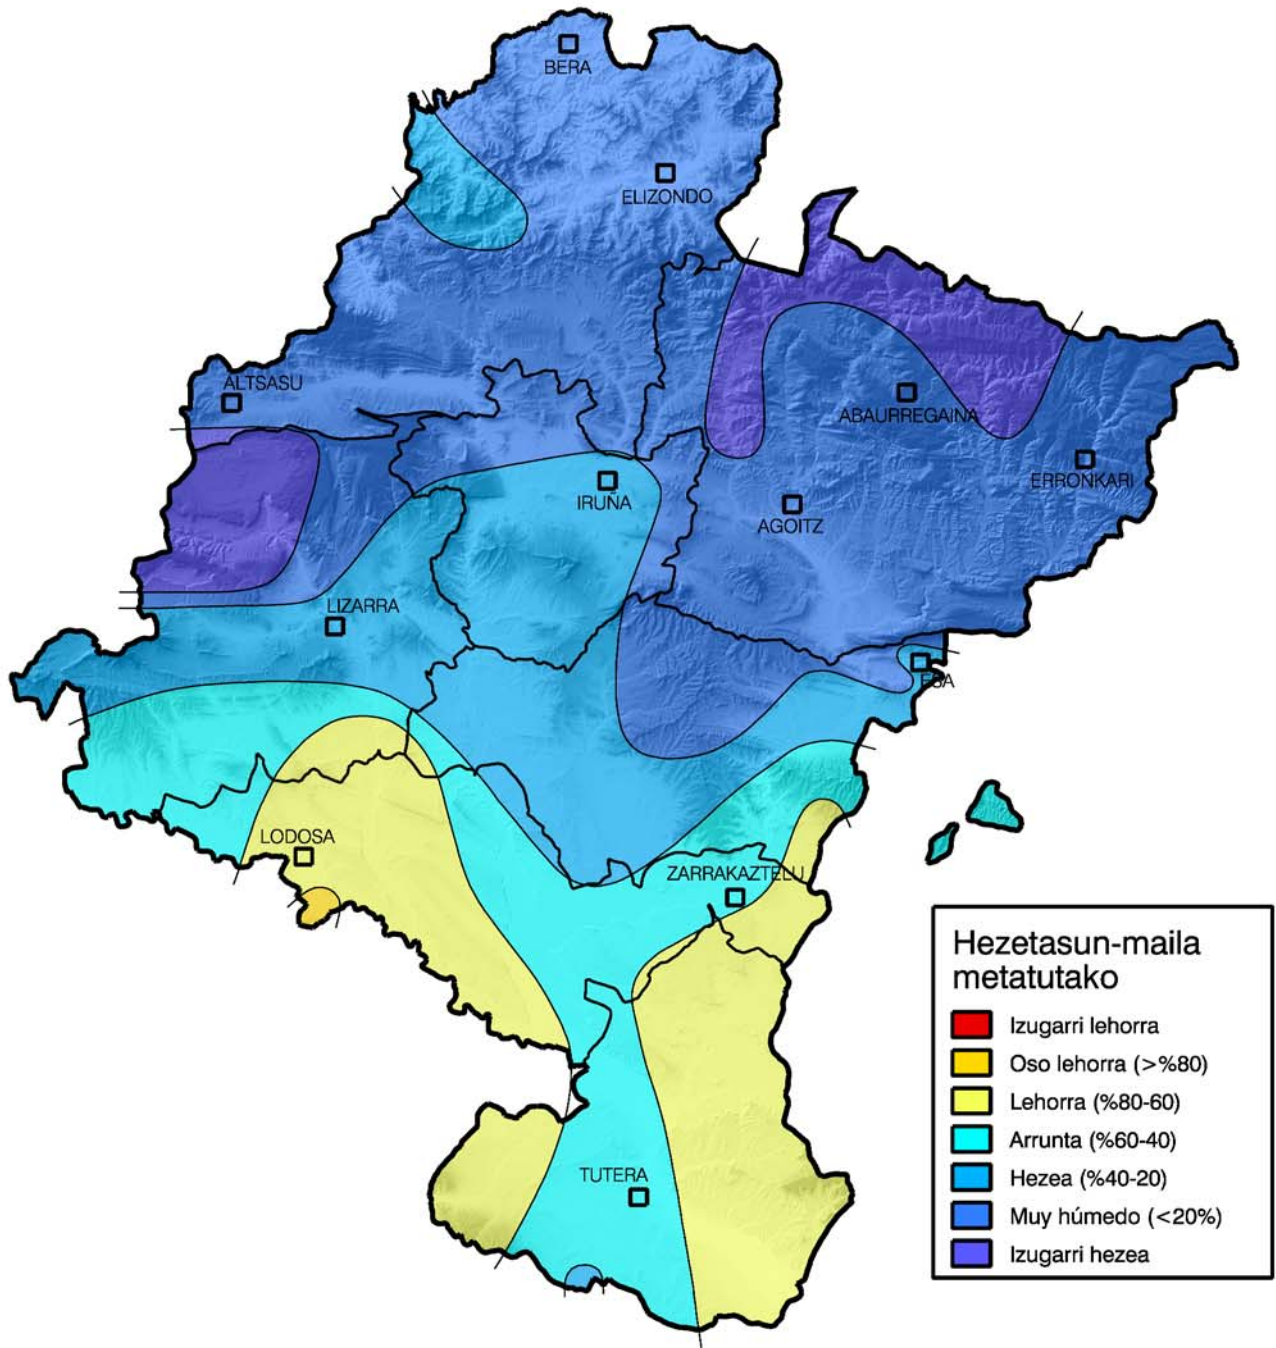 BERA
ELIZONDO
ALTSASU
ABAURREGAINA
ERRONKARI
IRUÑA
AGOITZ
LIZARRA
ESA
LODOSA
ZARRAKAZTELU
TUTERA
Hezetasun-maila
metatutako
Izugarri lehorra
Oso lehorra (>%80)
Lehorra (%80-60)
Arrunta (%60-40)
Hezea (%40-20)
Muy húmedo (<20%)
Izugarri hezea